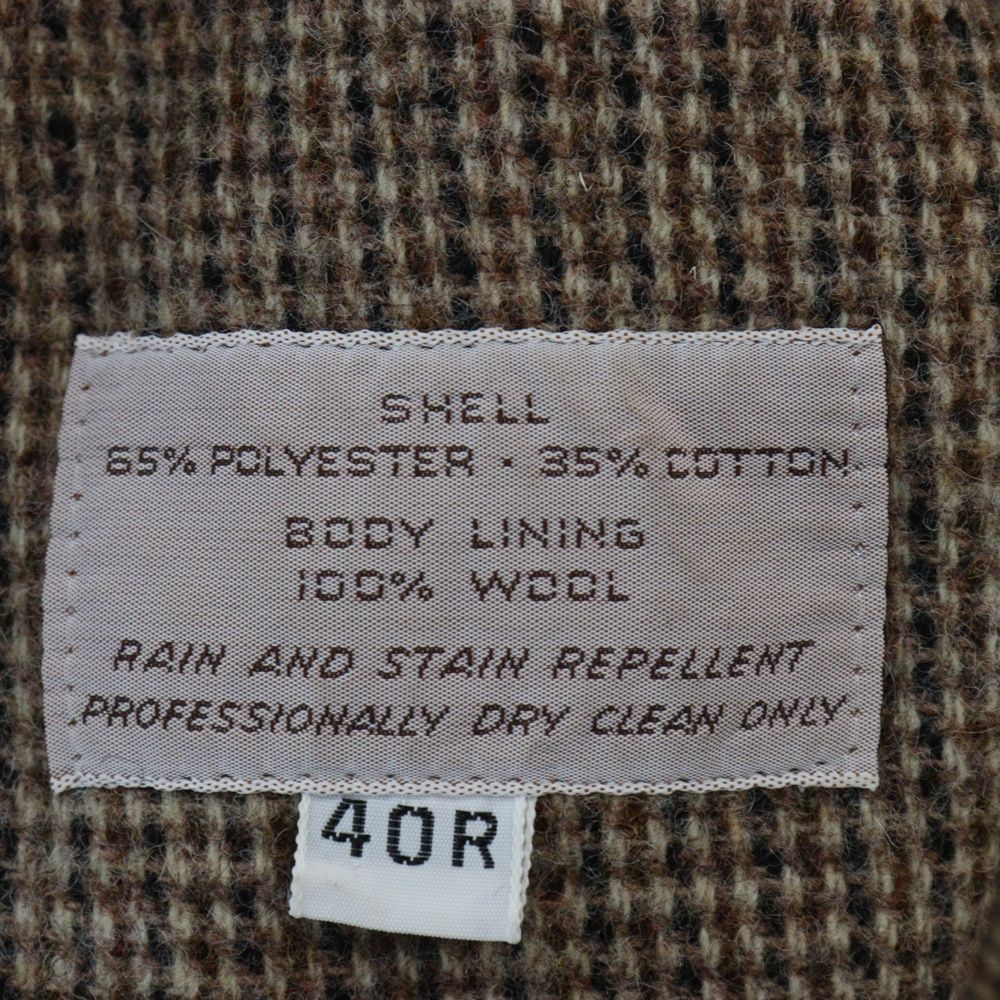 SHELL
65% POLYESTER · 35% COTTON
BODY LINING
100% WOOL
RAIN AND STAIN REPELLENT
PROFESSIONALLY DRY CLEAN ONLY
40R